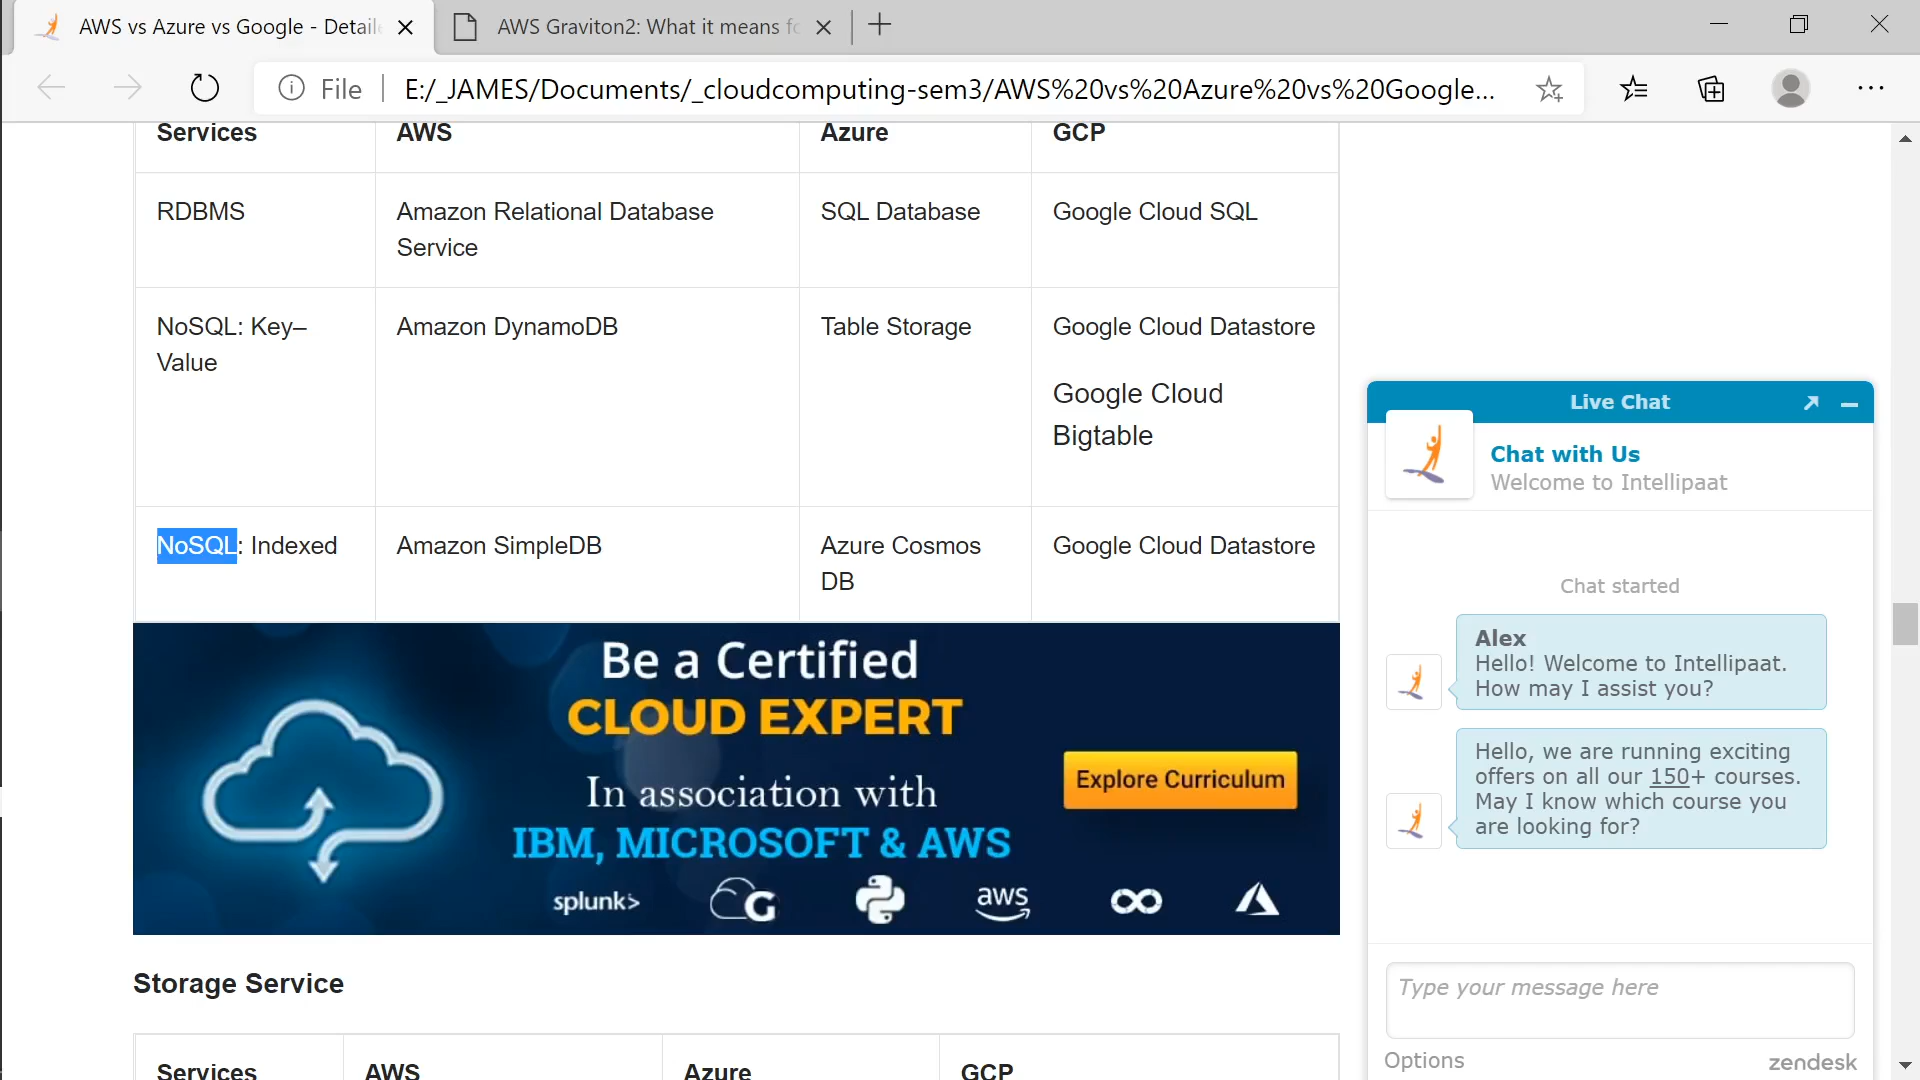 AWS vs Azure vs Google - Detail
AWS Graviton2: What it means fo
File
E:/_JAMES/Documents/_cloudcomputing-sem3/AWS%20vs%20Azure%20vs%20Google...
Services AWS Azure GCP
RDBMS
Amazon Relational Database
Service
SQL Database
Google Cloud SQL
NoSQL: Key–
Value
Amazon DynamoDB
Table Storage
Google Cloud Datastore
Google Cloud
Bigtable
NoSQL: Indexed
Amazon SimpleDB
Azure Cosmos
DB
Google Cloud Datastore
Be a Certified
CLOUD EXPERT
In association with
IBM, MICROSOFT & AWS
Explore Curriculum
splunk>
G
aws
Storage Service
Services AWS Azure GCP
Live Chat
Chat with Us
Welcome to Intellipaat
Chat started
Alex
Hello! Welcome to Intellipaat.
How may I assist you?
Hello, we are running exciting
offers on all our 150+ courses.
May I know which course you
are looking for?
Type your message here
Options
zendesk